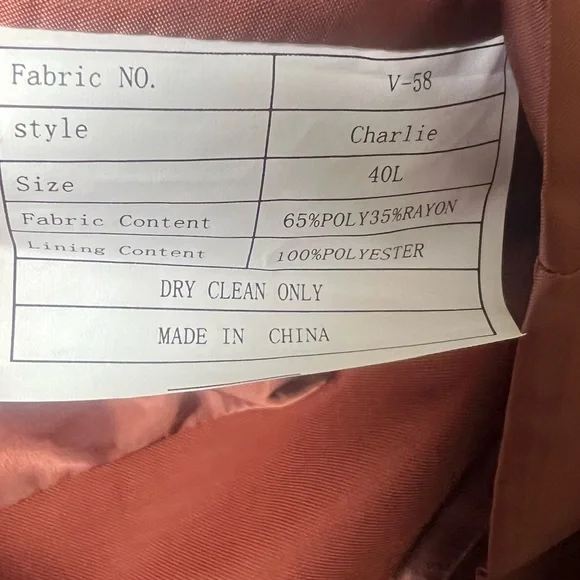 Fabric NO. V-58
style Charlie
Size 40L
Fabric Content 65%POLY35%RAYON
Lining Content 100%POLYESTER
DRY CLEAN ONLY
MADE IN CHINA